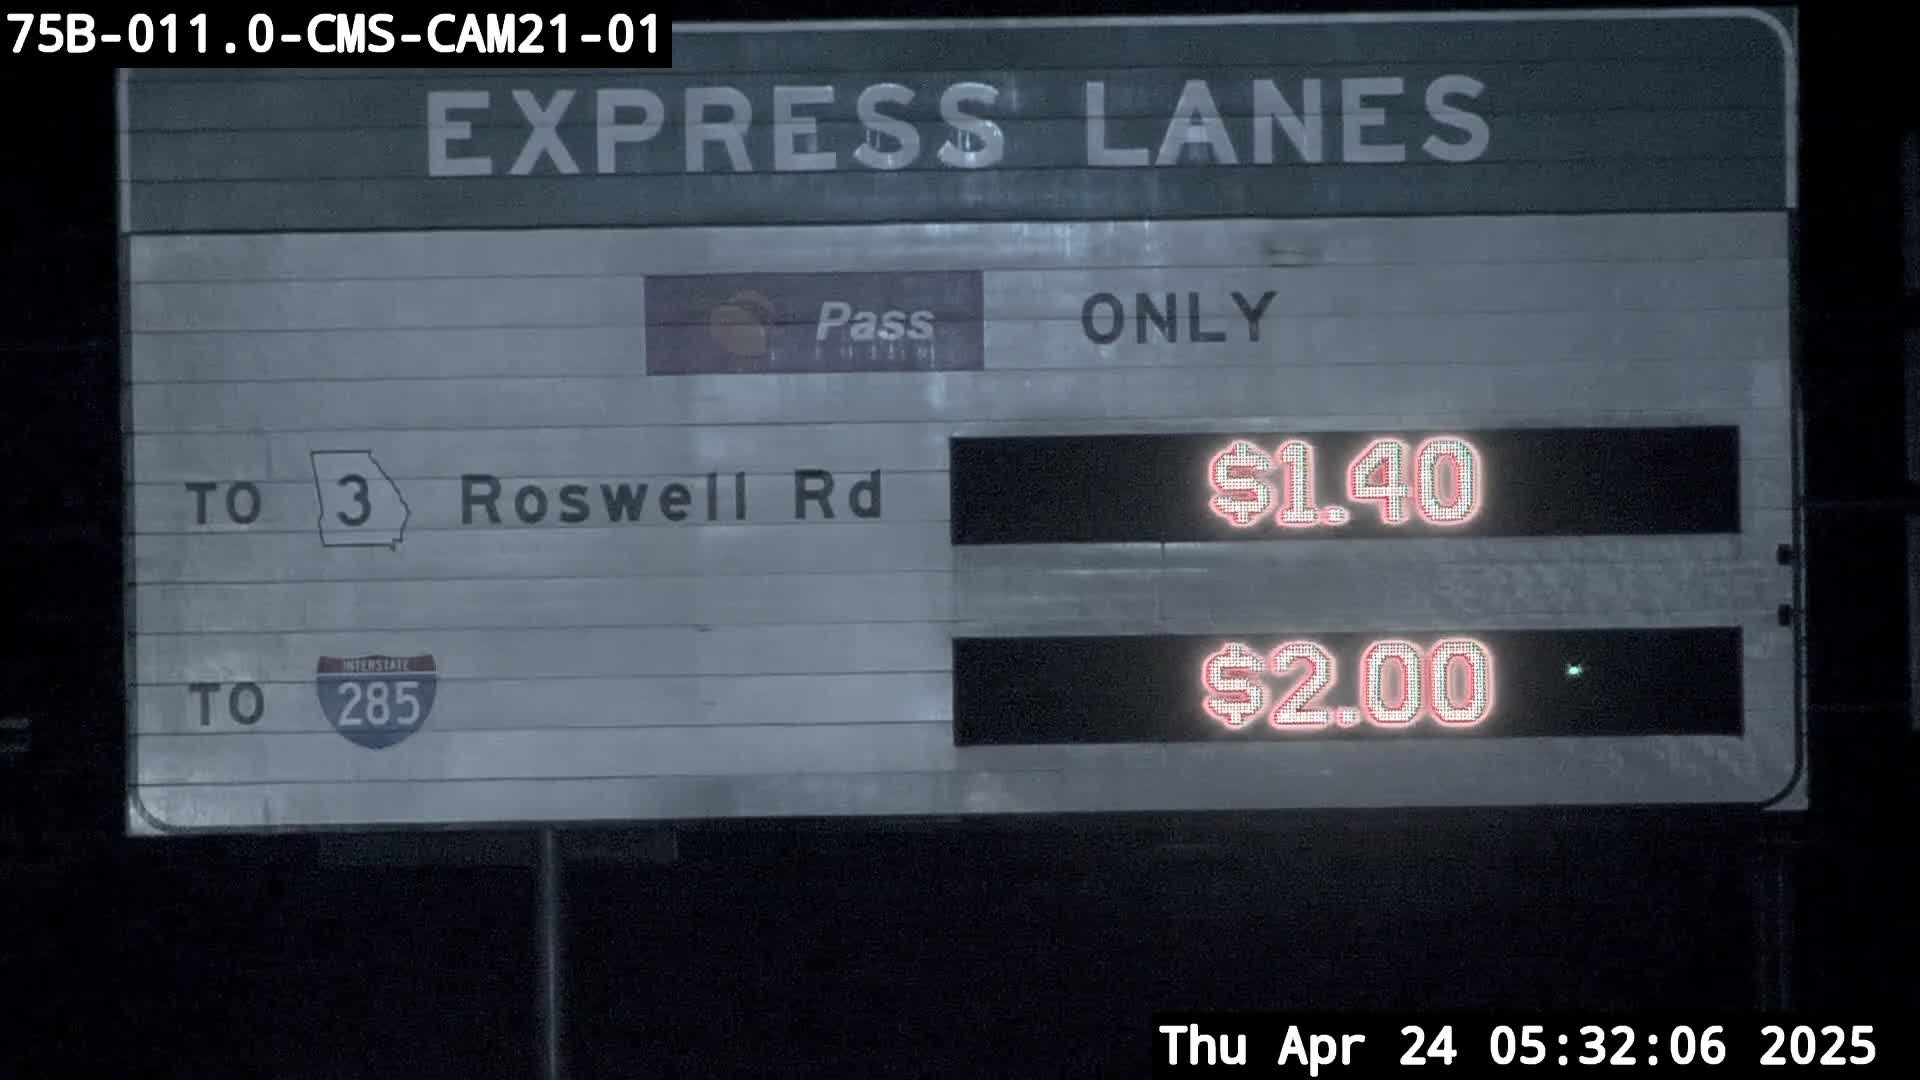 75B-011.0-CMS-CAM21-01
EXPRESS LANES
Pass ONLY
TO 3 Roswell Rd $1.40
INTERSTATE
TO 285 $2.00
Thu Apr 24 05:32:06 2025